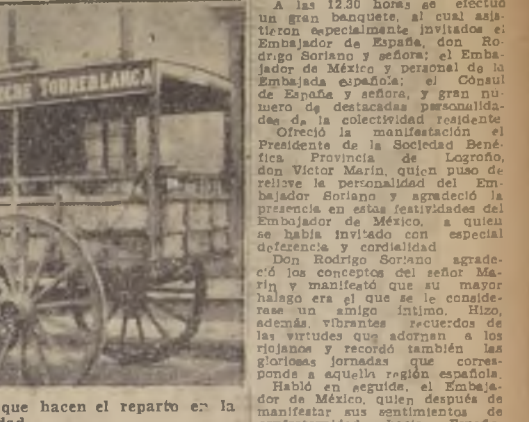 TORREBLANCA
que hacen el reparto en la
A las 12.30 horas se efectuó
un gran banquete, al cual asis-
tieron especialmente invitados el
Embajador de España, don Ro-
drigo Soriano y señora; el Emba-
jador de México y personal de la
Embajada española; el Cónsul
de España y señora, y gran nú-
mero de destacadas personalida-
des de la colectividad residente
Ofreció la manifestación el
Presidente de la Sociedad Bené-
fica Provincia de Logroño,
don Víctor Marín, quien puso de
relieve la personalidad del Em-
bajador Soriano y agradeció la
presencia en estas festividades del
Embajador de México, a quien
se había invitado con especial
deferencia y cordialidad
Don Rodrigo Soriano agrade-
ció los conceptos del señor Ma-
rín y manifestó que su mayor
halago era el que se le conside-
rase un amigo íntimo. Hizo,
además, vibrantes recuerdos de
las virtudes que adornan a los
riojanos y recordó también las
gloriosas jornadas que corres-
ponde a aquella región española.
Habló en seguida, el Embaja-
dor de México, quien después de
manifestar sus sentimientos de